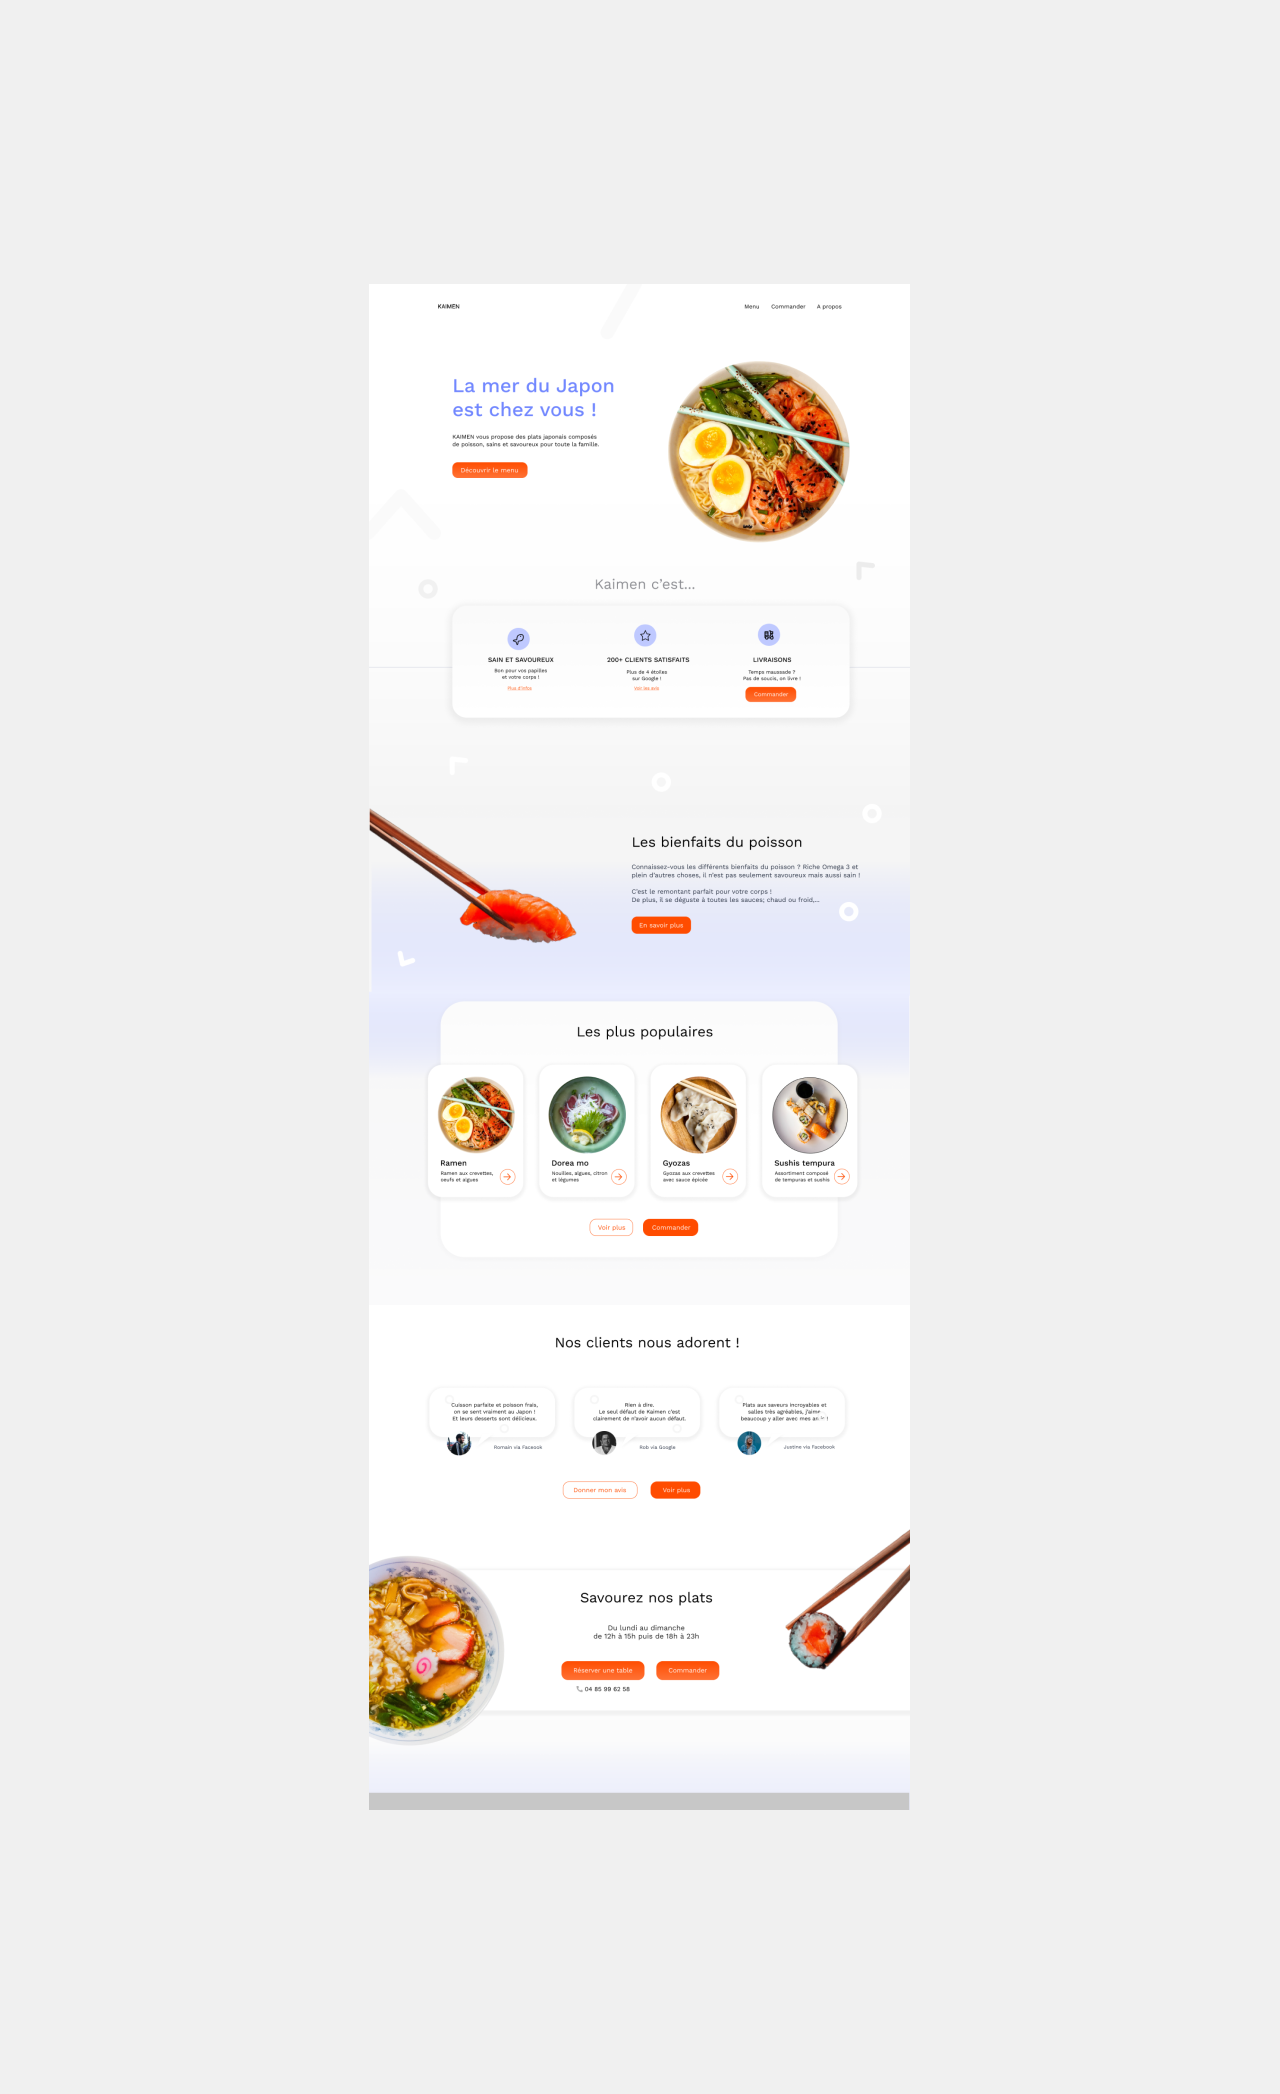 KAIMEN
Menu Commander A propos
La mer du Japon
est chez vous !
KAIMEN vous propose des plats japonais composés
de poisson, sains et savoureux pour toute la famille.
Découvrir le menu
Kaimen c'est...
SAIN ET SAVOUREUX
Bon pour vos papilles
et votre corps !
Plus d'infos
200+ CLIENTS SATISFAITS
Plus de 4 étoiles
sur Google !
Voir les avis
LIVRAISONS
Temps maussade ?
Pas de soucis, on livre !
Commander
Les bienfaits du poisson
Connaissez-vous les différents bienfaits du poisson ? Riche Omega 3 et
plein d'autres choses, il n'est pas seulement savoureux mais aussi sain !
C'est le remontant parfait pour votre corps !
De plus, il se déguste à toutes les sauces; chaud ou froid,...
En savoir plus
Les plus populaires
Ramen
Ramen aux crevettes,
oeufs et algues
Dorea mo
Nouilles, algues, citron
et légumes
Gyozas
Gyozas aux crevettes
avec sauce épicée
Sushis tempura
Assortiment composé
de tempuras et sushis
Voir plus
Commander
Nos clients nous adorent !
Cuisson parfaite et poisson frais,
on se sent vraiment au Japon !
Et leurs desserts sont délicieux.
Romain via Faceook
Rien à dire.
Le seul défaut de Kaimen c'est
clairement de n'avoir aucun défaut.
Rob via Google
Plats aux saveurs incroyables et
salles très agréables, j'aime
beaucoup y aller avec mes !
Justine via Facebook
Donner mon avis
Voir plus
Savourez nos plats
Du lundi au dimanche
de 12h à 15h puis de 18h à 23h
Réserver une table
Commander
04 85 99 62 58